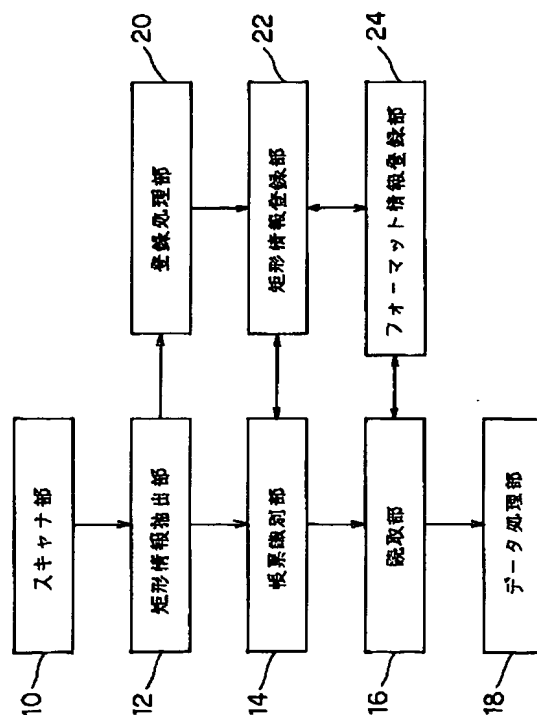 10
スキャナ部
12
矩形情報抽出部
登録処理部
20
14
帳票識別部
矩形情報登録部
22
16
読取部
フォーマット情報登録部
24
18
データ処理部